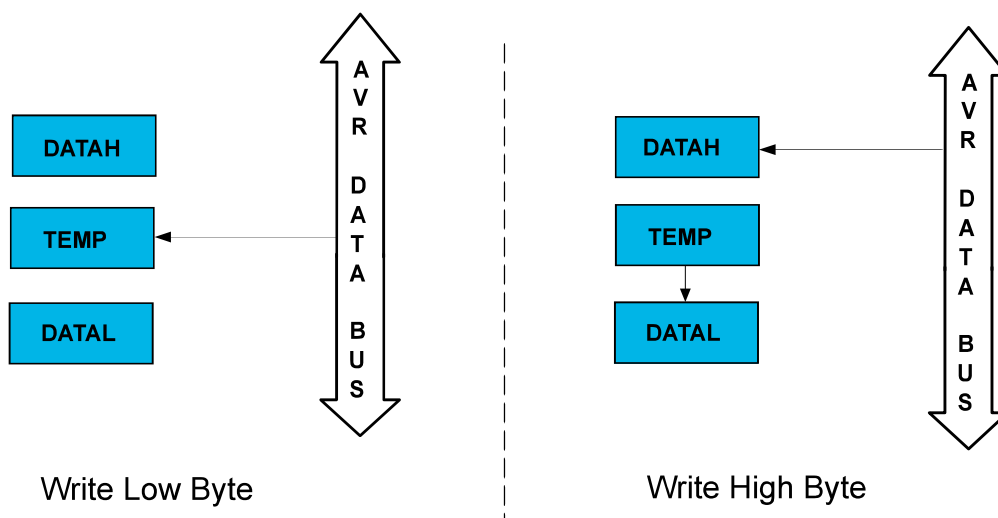 DATAH
TEMP
DATAL
AVR DATA BUS
Write Low Byte
DATAH
TEMP
DATAL
AVR DATA BUS
Write High Byte